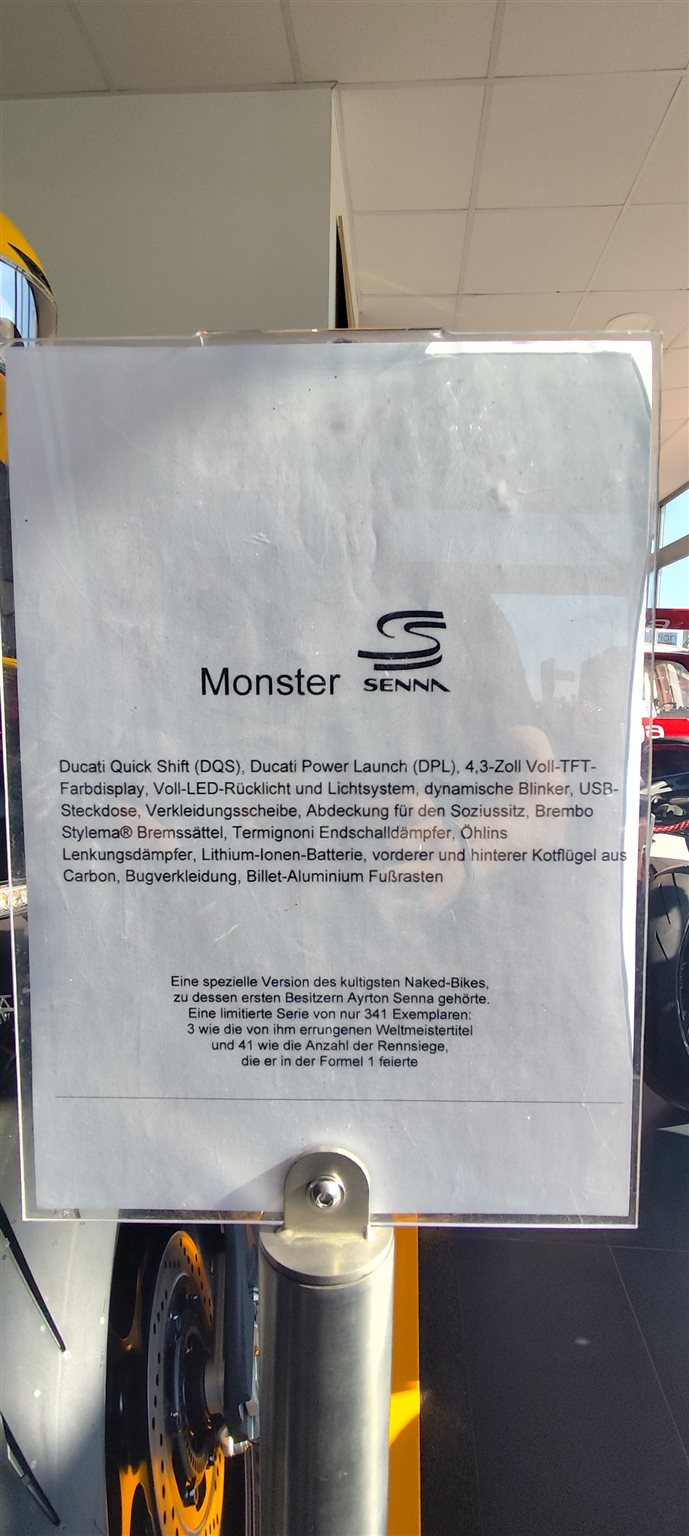 Monster SENNA
Ducati Quick Shift (DQS), Ducati Power Launch (DPL), 4,3-Zoll Voll-TFT-
Farbdisplay, Voll-LED-Rücklicht und Lichtsystem, dynamische Blinker, USB-
Steckdose, Verkleidungsscheibe, Abdeckung für den Soziussitz, Brembo
Stylema® Bremssättel, Termignoni Endschalldämpfer, Öhlins
Lenkungsdämpfer, Lithium-Ionen-Batterie, vorderer und hinterer Kotflügel aus
Carbon, Bugverkleidung, Billet-Aluminium Fußrasten
Eine spezielle Version des kultigsten Naked-Bikes,
zu dessen ersten Besitzern Ayrton Senna gehörte.
Eine limitierte Serie von nur 341 Exemplaren:
3 wie die von ihm errungenen Weltmeistertitel
und 41 wie die Anzahl der Rennsiege,
die er in der Formel 1 feierte